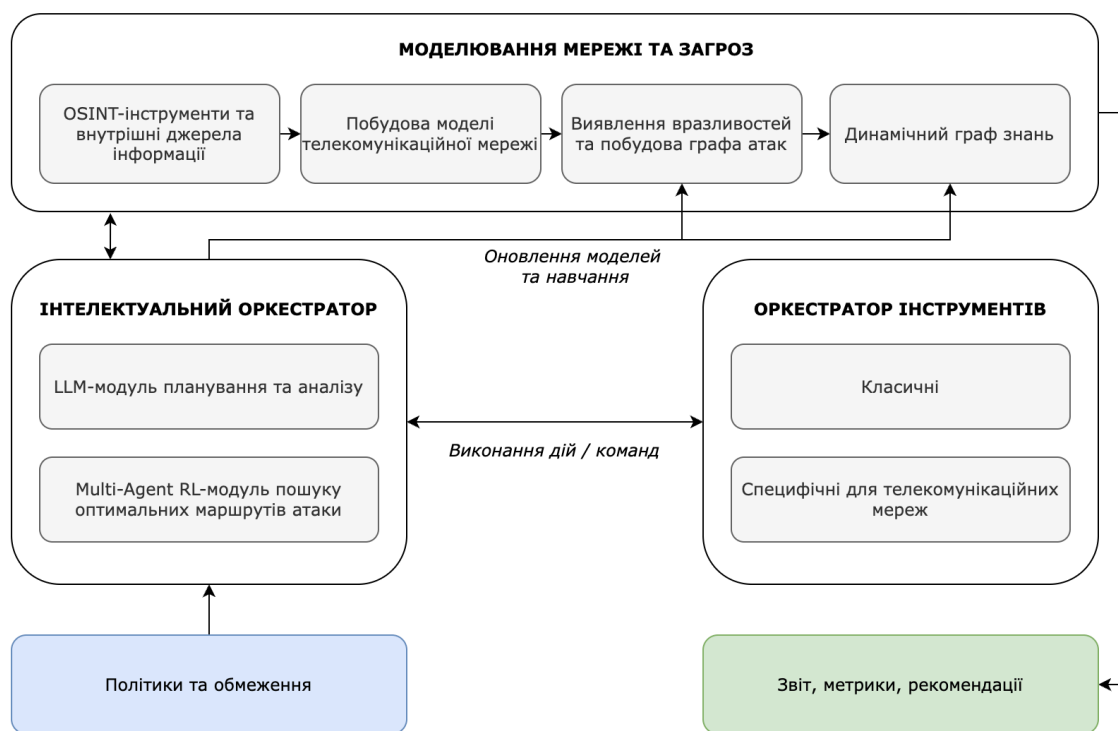 МОДЕЛЮВАННЯ МЕРЕЖІ ТА ЗАГРОЗ
OSINT-інструменти та
внутрішні джерела
інформації
Побудова моделі
телекомунікаційної мережі
Виявлення вразливостей
та побудова графа атак
Динамічний граф знань
Оновлення моделей
та навчання
ІНТЕЛЕКТУАЛЬНИЙ ОРКЕСТРАТОР
LLM-модуль планування та аналізу
Multi-Agent RL-модуль пошуку
оптимальних маршрутів атаки
Виконання дій / команд
ОРКЕСТРАТОР ІНСТРУМЕНТІВ
Класичні
Специфічні для телекомунікаційних
мереж
Політики та обмеження
Звіт, метрики, рекомендації